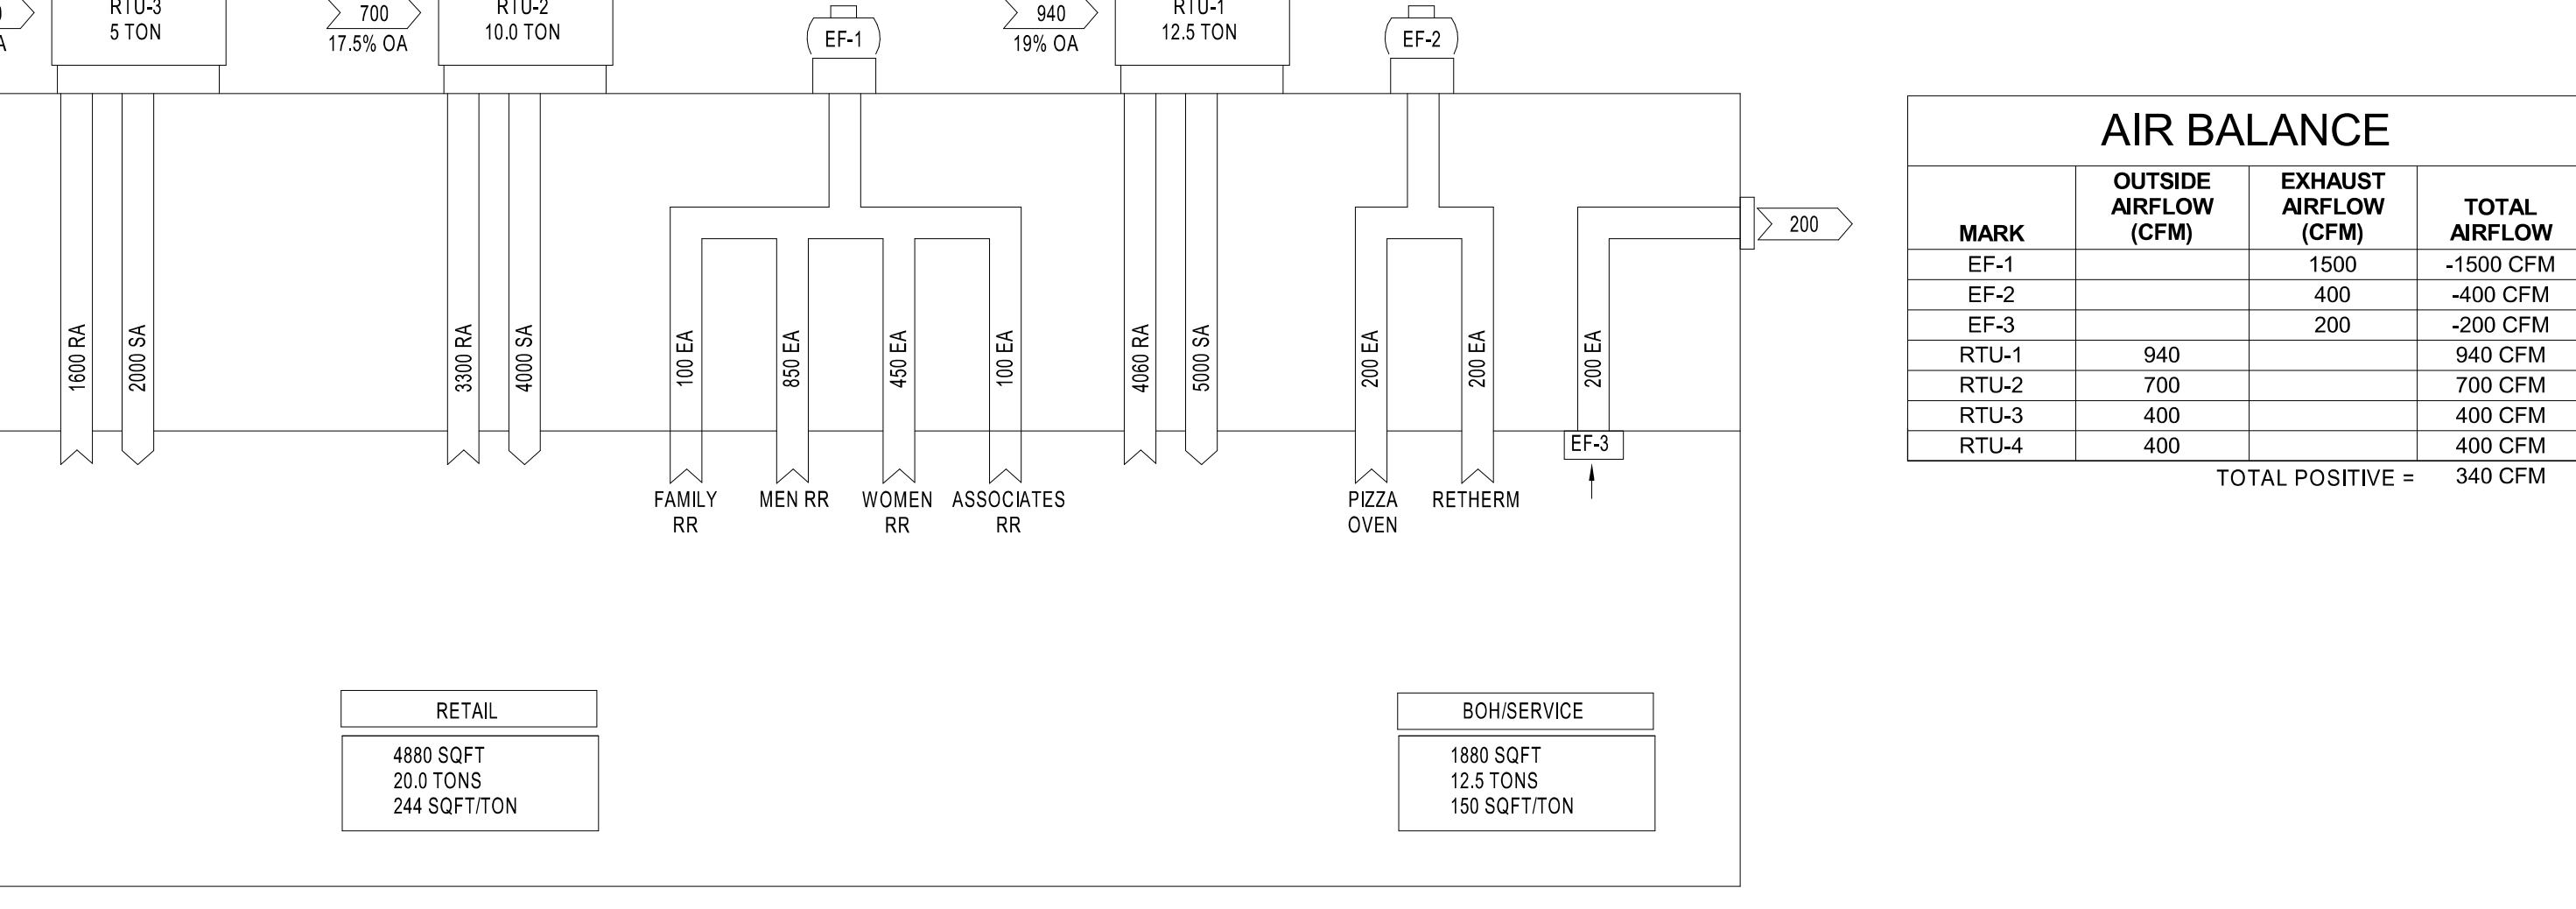 RTU-3
5 TON
700
17.5% OA
RTU-2
10.0 TON
EF-1
940
19% OA
RTU-1
12.5 TON
EF-2
1600 RA
2000 SA
3300 RA
4000 SA
100 EA
850 EA
450 EA
100 EA
4060 RA
5000 SA
200 EA
200 EA
200 EA
200
EF-3
FAMILY
RR
MEN RR
WOMEN
RR
ASSOCIATES
RR
PIZZA
OVEN
RETHERM
RETAIL
4880 SQFT
20.0 TONS
244 SQFT/TON
BOH/SERVICE
1880 SQFT
12.5 TONS
150 SQFT/TON
AIR BALANCE
MARK OUTSIDE AIRFLOW (CFM) EXHAUST AIRFLOW (CFM) TOTAL AIRFLOW
EF-1 1500 -1500 CFM
EF-2 400 -400 CFM
EF-3 200 -200 CFM
RTU-1 940 940 CFM
RTU-2 700 700 CFM
RTU-3 400 400 CFM
RTU-4 400 400 CFM
TOTAL POSITIVE = 340 CFM